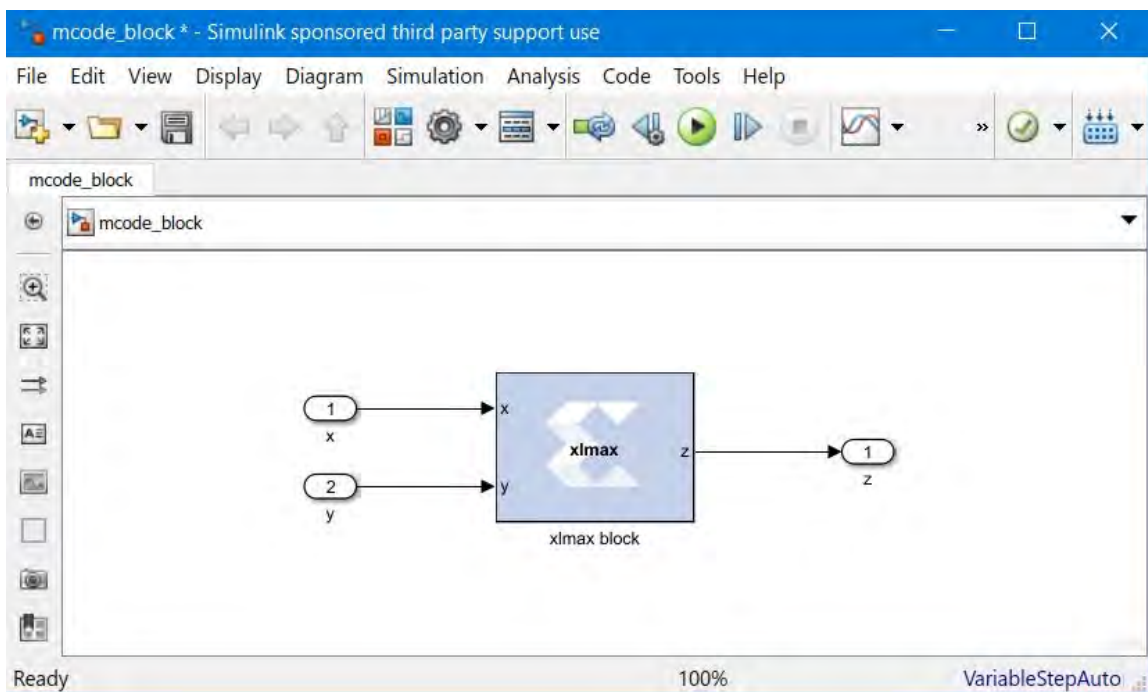 mcode_block * - Simulink sponsored third party support use
File Edit View Display Diagram Simulation Analysis Code Tools Help
»
mcode_block
mcode_block
1
x
2
y
x
y
xlmax
z
xlmax block
1
z
A
Ready 100% VariableStepAuto